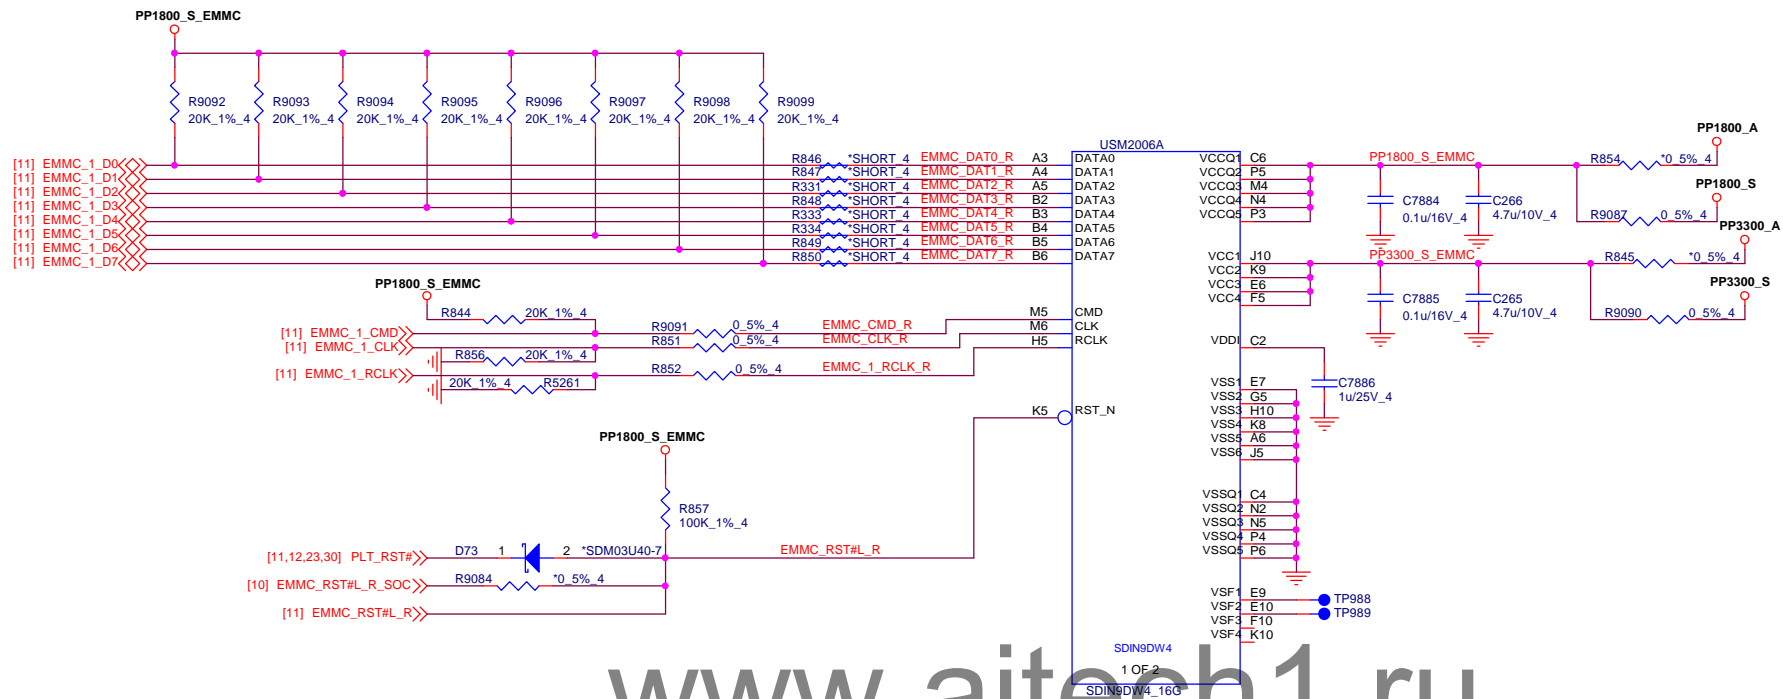 PP1800_S_EMMC
R9092 R9093 R9094 R9095 R9096 R9097 R9098 R9099
20K_1%_4 20K_1%_4 20K_1%_4 20K_1%_4 20K_1%_4 20K_1%_4 20K_1%_4 20K_1%_4
[11] EMMC_1_D0 R846 *SHORT_4 EMMC_DAT0_R A3 DATA0
[11] EMMC_1_D1 R847 *SHORT_4 EMMC_DAT1_R A4 DATA1
[11] EMMC_1_D2 R331 *SHORT_4 EMMC_DAT2_R A5 DATA2
[11] EMMC_1_D3 R848 *SHORT_4 EMMC_DAT3_R B2 DATA3
[11] EMMC_1_D4 R333 *SHORT_4 EMMC_DAT4_R B3 DATA4
[11] EMMC_1_D5 R334 *SHORT_4 EMMC_DAT5_R B4 DATA5
[11] EMMC_1_D6 R849 *SHORT_4 EMMC_DAT6_R B5 DATA6
[11] EMMC_1_D7 R850 *SHORT_4 EMMC_DAT7_R B6 DATA7
PP1800_S_EMMC
R844 20K_1%_4
[11] EMMC_1_CMD R9091 0_5%_4 EMMC_CMD_R M5 CMD
[11] EMMC_1_CLK R851 0_5%_4 EMMC_CLK_R M6 CLK
R856 20K_1%_4
[11] EMMC_1_RCLK R852 0_5%_4 EMMC_1_RCLK_R H5 RCLK
20K_1%_4 R5261
K5 RST_N
PP1800_S_EMMC
R857
100K_1%_4
[11,12,23,30] PLT_RST# D73 1 2 *SDM03U40-7 EMMC_RST#L_R
[10] EMMC_RST#L_R_SOC R9084 *0_5%_4
[11] EMMC_RST#L_R
USM2006A
VCCQ1 C6
VCCQ2 P5
VCCQ3 M4
VCCQ4 N4
VCCQ5 P3
VCC1 J10
VCC2 K9
VCC3 E6
VCC4 F5
VDDI C2
VSS1 E7
VSS2 G5
VSS3 H10
VSS4 K8
VSS5 A6
VSS6 J5
VSSQ1 C4
VSSQ2 N2
VSSQ3 N5
VSSQ4 P4
VSSQ5 P6
VSF1 E9 TP988
VSF2 E10 TP989
VSF3 F10
VSF4 K10
SDIN9DW4
1 OF 2
SDIN9DW4_16G
PP1800_A
PP1800_S_EMMC R854 *0_5%_4
PP1800_S
C7884
0.1u/16V_4
C266
4.7u/10V_4
R9087 0_5%_4
PP3300_A
PP3300_S_EMMC R845 *0_5%_4
PP3300_S
C7885
0.1u/16V_4
C265
4.7u/10V_4
R9090 0_5%_4
C7886
1u/25V_4
www.aitech1.ru